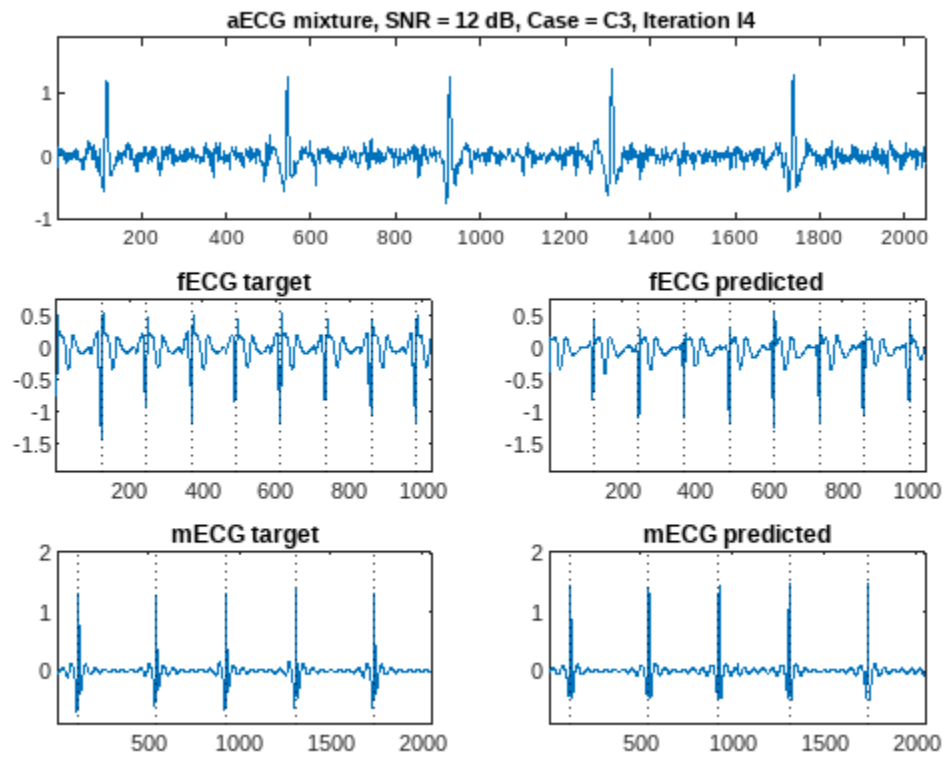 aECG mixture, SNR = 12 dB, Case = C3, Iteration I4
1
0
-1
200 400 600 800 1000 1200 1400 1600 1800 2000
fECG target fECG predicted
0.5 0.5
0 0
-0.5 -0.5
-1 -1
-1.5 -1.5
200 400 600 800 1000 200 400 600 800 1000
mECG target mECG predicted
2 2
1 1
0 0
500 1000 1500 2000 500 1000 1500 2000